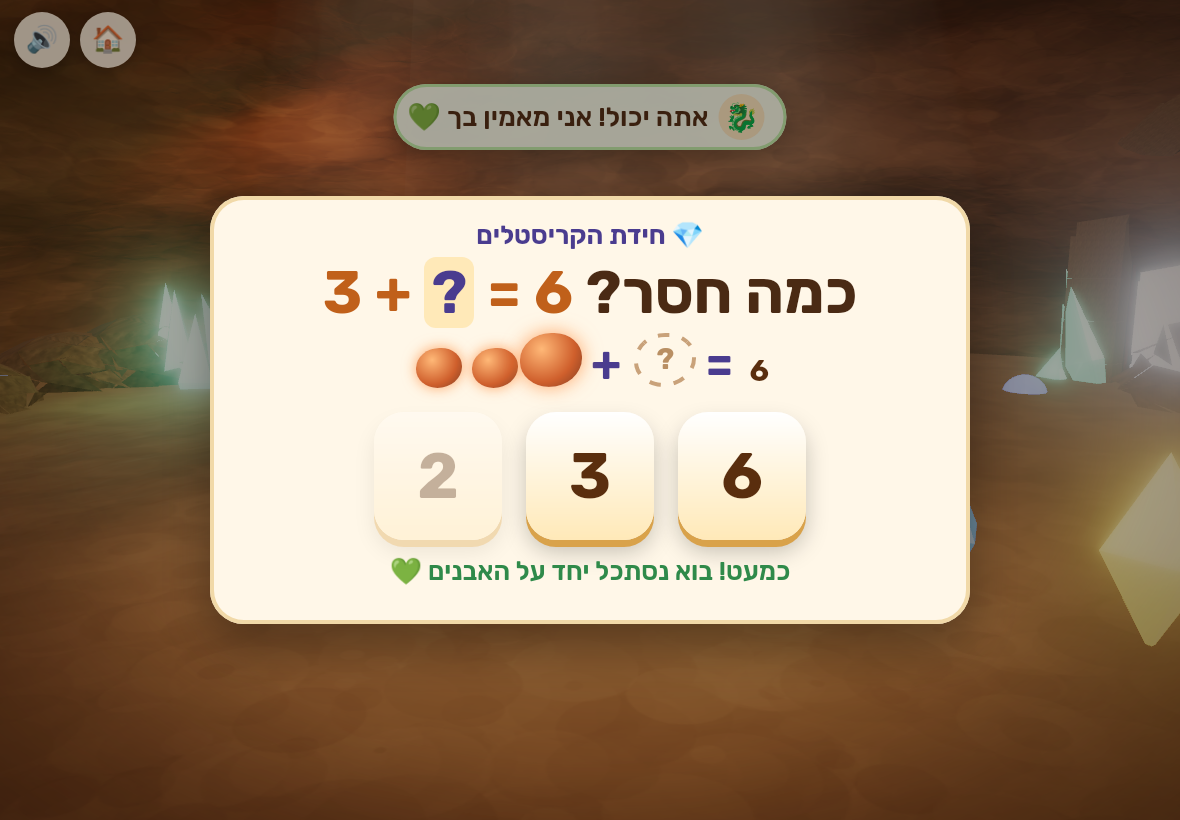 אתה יכול! אני מאמין בך
חידת הקריסטלים
כמה חסר? 3 + ? = 6
+ ? = 6
2 3 6
כמעט! בוא נסתכל יחד על האבנים